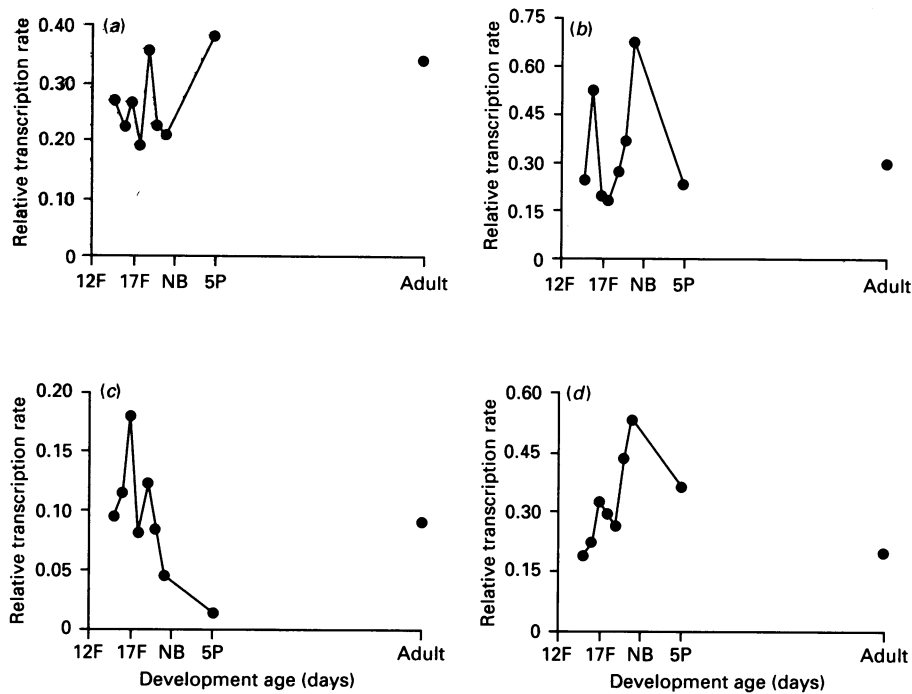 (a)
Relative transcription rate
0.40
0.30
0.20
0.10
0
12F 17F NB 5P Adult
(b)
Relative transcription rate
0.75
0.60
0.45
0.30
0.15
0
12F 17F NB 5P Adult
(c)
Relative transcription rate
0.20
0.15
0.10
0.05
0
12F 17F NB 5P Adult
Development age (days)
(d)
Relative transcription rate
0.60
0.45
0.30
0.15
0
12F 17F NB 5P Adult
Development age (days)